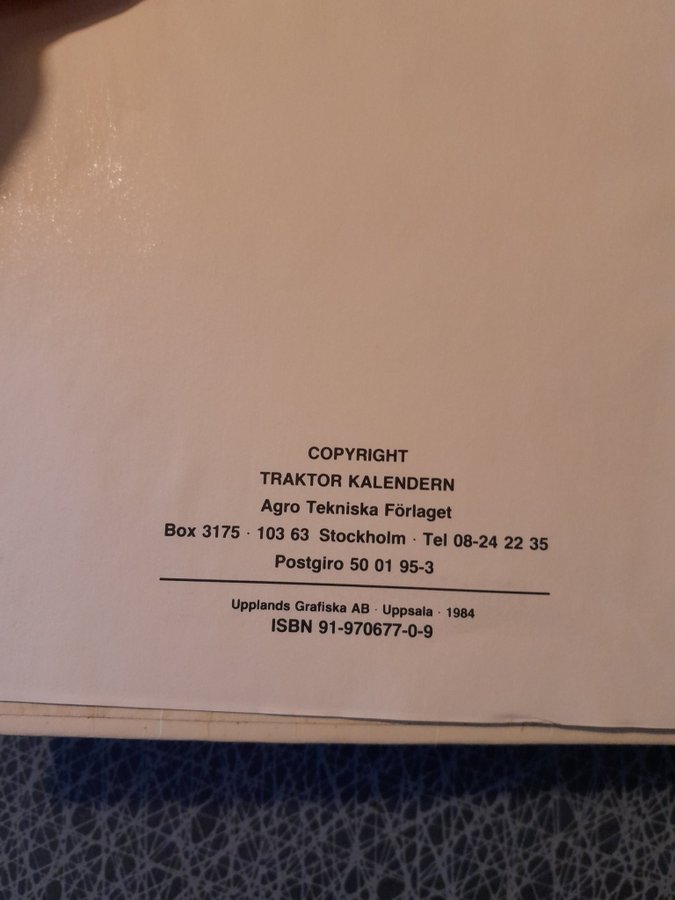 COPYRIGHT
TRAKTOR KALENDERN
Agro Tekniska Förlaget
Box 3175 · 103 63 Stockholm · Tel 08-24 22 35
Postgiro 50 01 95-3
Upplands Grafiska AB · Uppsala · 1984
ISBN 91-970677-0-9